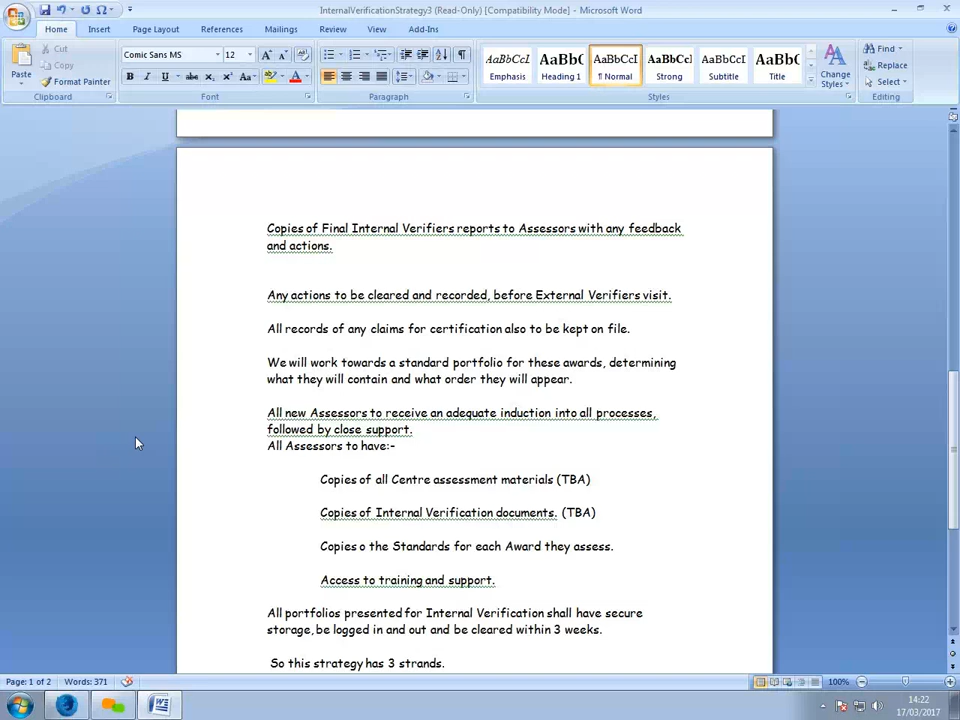 InternalVerificationStrategy3 (Read-Only) [Compatibility Mode] - Microsoft Word
Home Insert Page Layout References Mailings Review View Add-Ins
Paste
Cut
Copy
Format Painter
Clipboard
Comic Sans MS 12
B I U abc x₂ x² Aa
Font
Paragraph
AaBbCcI AaBbC AaBbCcI AaBbCc AaBbCcI AaBbC
Emphasis Heading 1 ¶ Normal Strong Subtitle Title
Change Styles
Styles
Find
Replace
Select
Editing
Copies of Final Internal Verifiers reports to Assessors with any feedback
and actions.
Any actions to be cleared and recorded, before External Verifiers visit.
All records of any claims for certification also to be kept on file.
We will work towards a standard portfolio for these awards, determining
what they will contain and what order they will appear.
All new Assessors to receive an adequate induction into all processes,
followed by close support.
All Assessors to have:-
Copies of all Centre assessment materials (TBA)
Copies of Internal Verification documents. (TBA)
Copies o the Standards for each Award they assess.
Access to training and support.
All portfolios presented for Internal Verification shall have secure
storage, be logged in and out and be cleared within 3 weeks.
So this strategy has 3 strands.
Page: 1 of 2 Words: 371 100%
14:22
17/03/2017